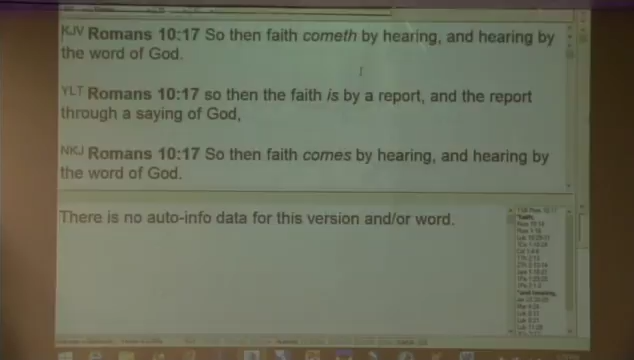 KJV Romans 10:17 So then faith cometh by hearing, and hearing by
the word of God.
YLT Romans 10:17 so then the faith is by a report, and the report
through a saying of God,
NKJ Romans 10:17 So then faith comes by hearing, and hearing by
the word of God.
There is no auto-info data for this version and/or word.